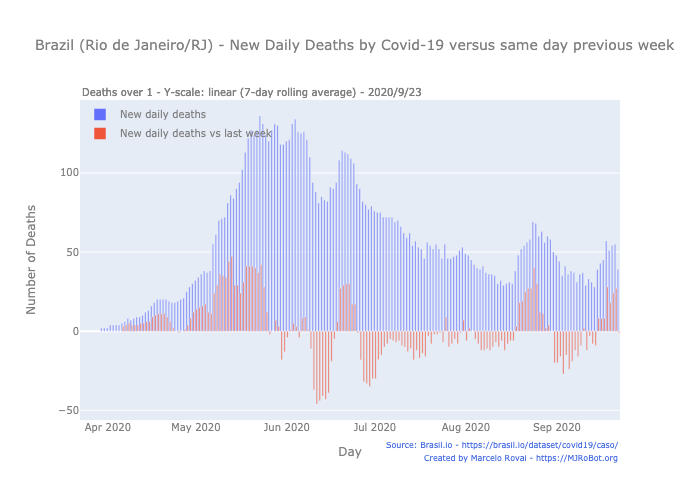 Brazil (Rio de Janeiro/RJ) - New Daily Deaths by Covid-19 versus same day previous week
Deaths over 1 - Y-scale: linear (7-day rolling average) - 2020/9/23
New daily deaths
New daily deaths vs last week
Number of Deaths
100
50
0
−50
Apr 2020 May 2020 Jun 2020 Jul 2020 Aug 2020 Sep 2020
Day
Source: Brasil.io - https://brasil.io/dataset/covid19/caso/
Created by Marcelo Rovai - https://MJRoBot.org